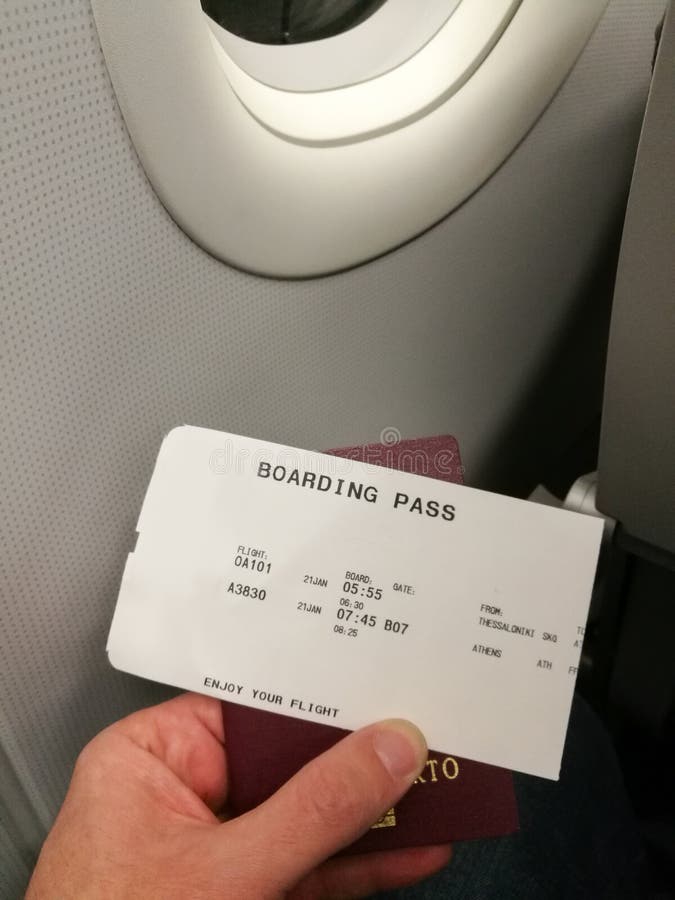 BOARDING PASS
FLIGHT: BOARD: GATE: FROM:
OA101 21JAN 05:55 THESSALONIKI SKG
06:30
A3830 21JAN 07:45 B07 ATHENS ATH
08:25
ENJOY YOUR FLIGHT
dreamstime